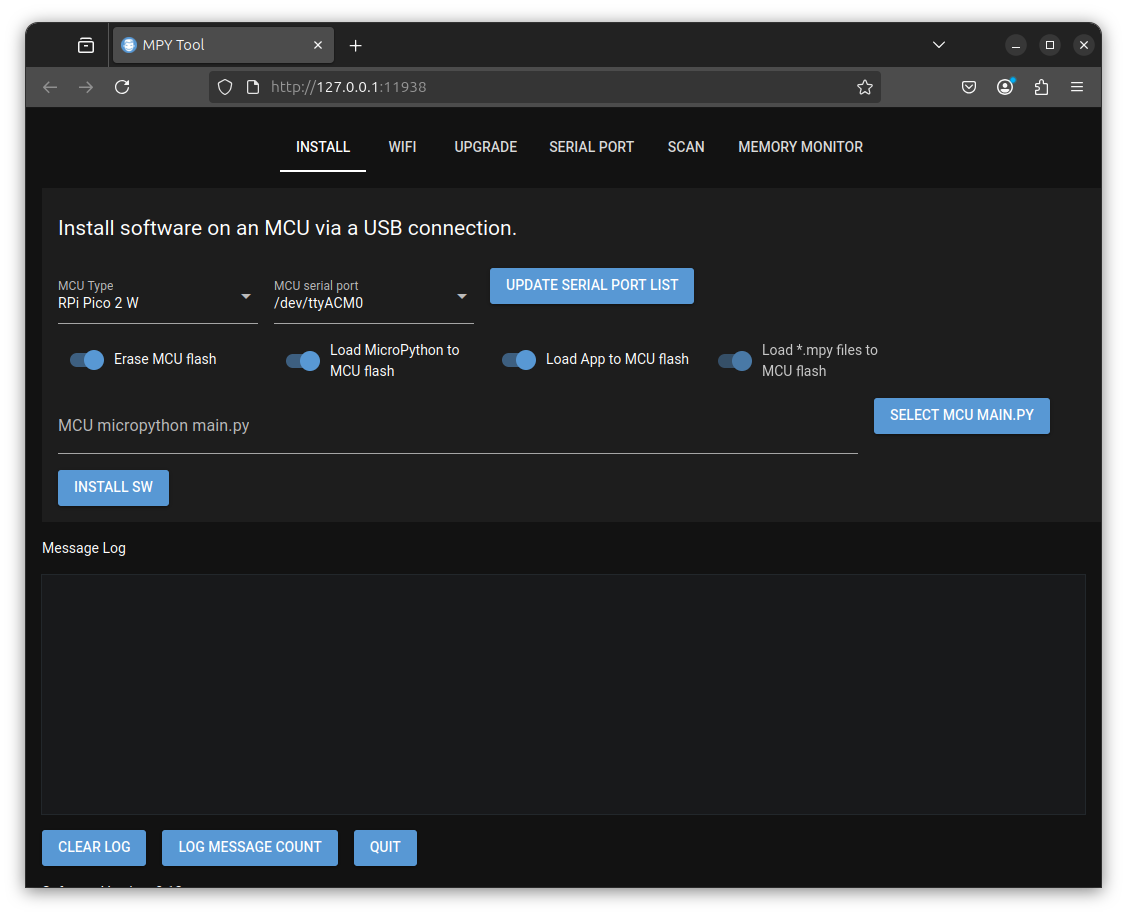 MPY Tool
http://127.0.0.1:11938
INSTALL WIFI UPGRADE SERIAL PORT SCAN MEMORY MONITOR
Install software on an MCU via a USB connection.
MCU Type
RPi Pico 2 W
MCU serial port
/dev/ttyACM0
UPDATE SERIAL PORT LIST
Erase MCU flash
Load MicroPython to
MCU flash
Load App to MCU flash
Load *.mpy files to
MCU flash
MCU micropython main.py
SELECT MCU MAIN.PY
INSTALL SW
Message Log
CLEAR LOG LOG MESSAGE COUNT QUIT